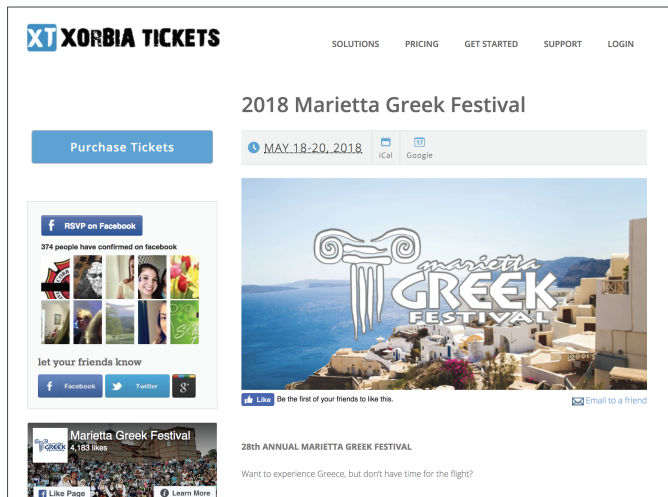 XT XORBIA TICKETS
SOLUTIONS PRICING GET STARTED SUPPORT LOGIN
2018 Marietta Greek Festival
Purchase Tickets
MAY 18-20, 2018
iCal
17
Google
f RSVP on Facebook
374 people have confirmed on facebook
let your friends know
f Facebook
Twitter
g+
marietta
GREEK
FESTIVAL
Like Be the first of your friends to like this.
Email to a friend
GREEK
Marietta Greek Festival
4,183 likes
Like Page
Learn More
28th ANNUAL MARIETTA GREEK FESTIVAL
Want to experience Greece, but don't have time for the flight?